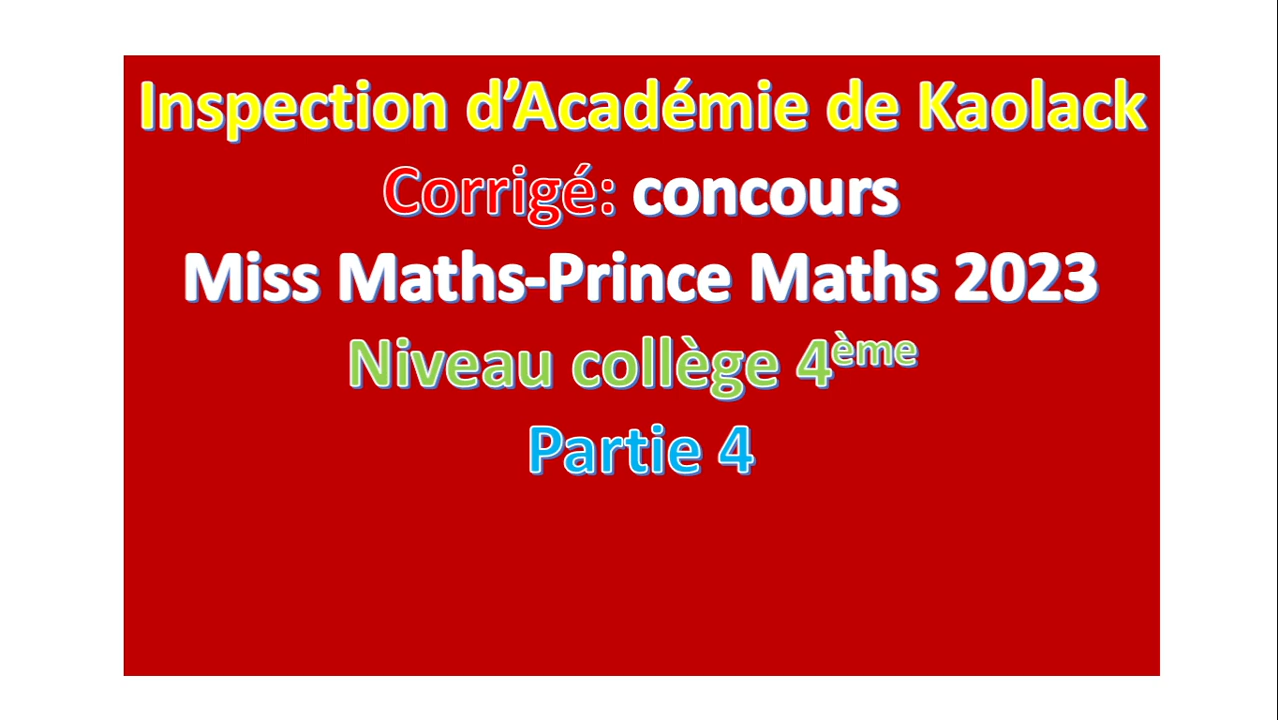 Inspection d’Académie de Kaolack
Corrigé: concours
Miss Maths-Prince Maths 2023
Niveau collège 4ème
Partie 4